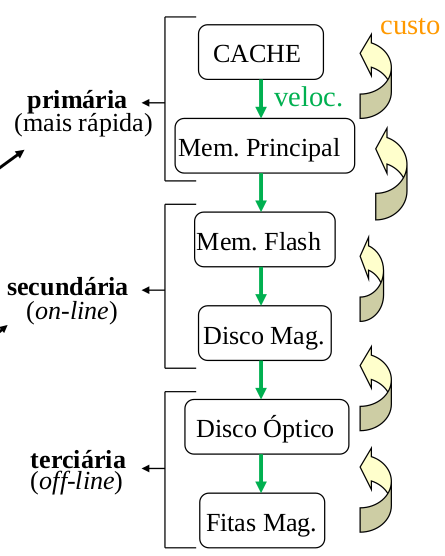 custo
CACHE
veloc.
primária
(mais rápida)
Mem. Principal
Mem. Flash
secundária
(on-line)
Disco Mag.
Disco Óptico
terciária
(off-line)
Fitas Mag.